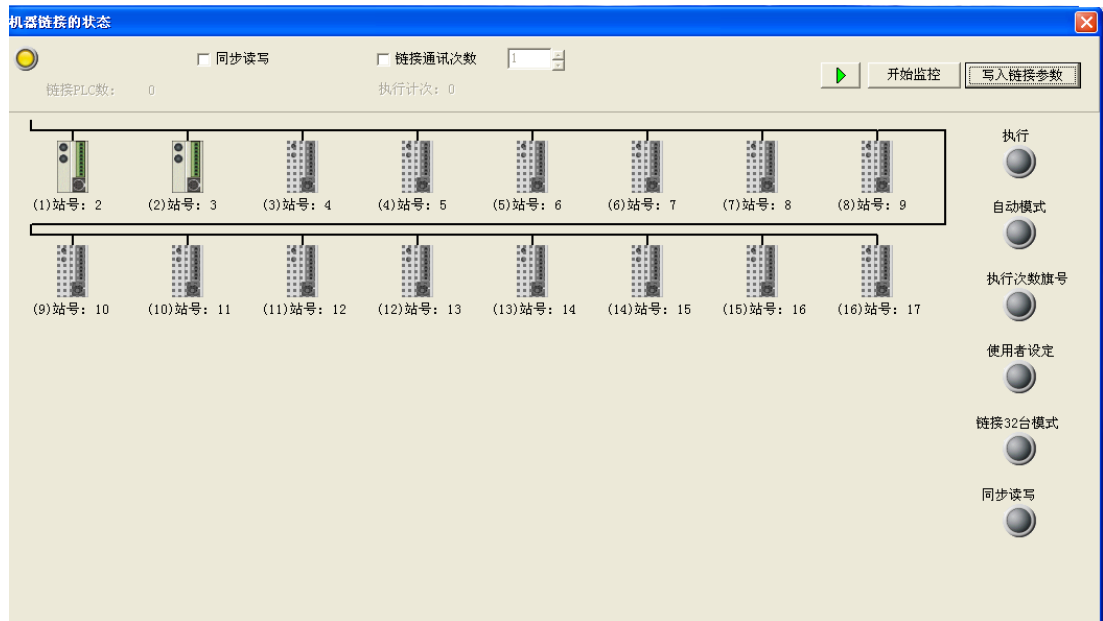 机器链接的状态
同步读写 链接通讯次数 1
开始监控 写入链接参数
链接PLC数: 0 执行计次: 0
执行
(1)站号: 2 (2)站号: 3 (3)站号: 4 (4)站号: 5 (5)站号: 6 (6)站号: 7 (7)站号: 8 (8)站号: 9
自动模式
执行次数旗号
(9)站号: 10 (10)站号: 11 (11)站号: 12 (12)站号: 13 (13)站号: 14 (14)站号: 15 (15)站号: 16 (16)站号: 17
使用者设定
链接32台模式
同步读写